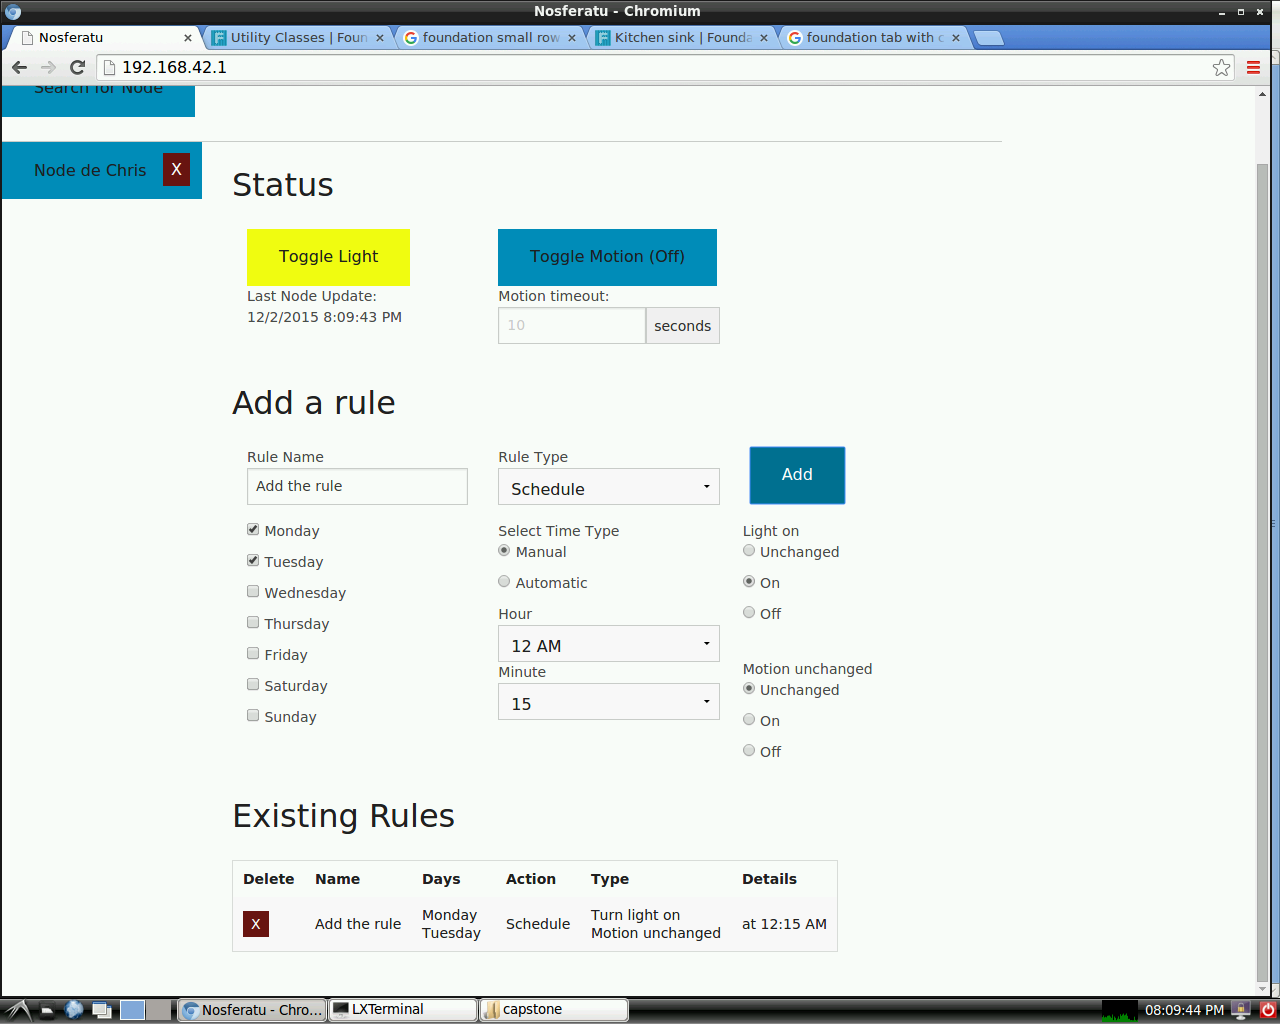 Nosferatu - Chromium
Nosferatu
Utility Classes | Foun
foundation small row
Kitchen sink | Founda
foundation tab with c
192.168.42.1
Search for Node
Node de Chris X
Status
Toggle Light
Toggle Motion (Off)
Last Node Update:
12/2/2015 8:09:43 PM
Motion timeout:
10 seconds
Add a rule
Rule Name
Add the rule
Rule Type
Schedule
Add
Monday
Tuesday
Wednesday
Thursday
Friday
Saturday
Sunday
Select Time Type
Manual
Automatic
Hour
12 AM
Minute
15
Light on
Unchanged
On
Off
Motion unchanged
Unchanged
On
Off
Existing Rules
Delete Name Days Action Type Details
X Add the rule
Monday
Tuesday
Schedule
Turn light on
Motion unchanged
at 12:15 AM
Nosferatu - Chro...
LXTerminal
capstone
08:09:44 PM